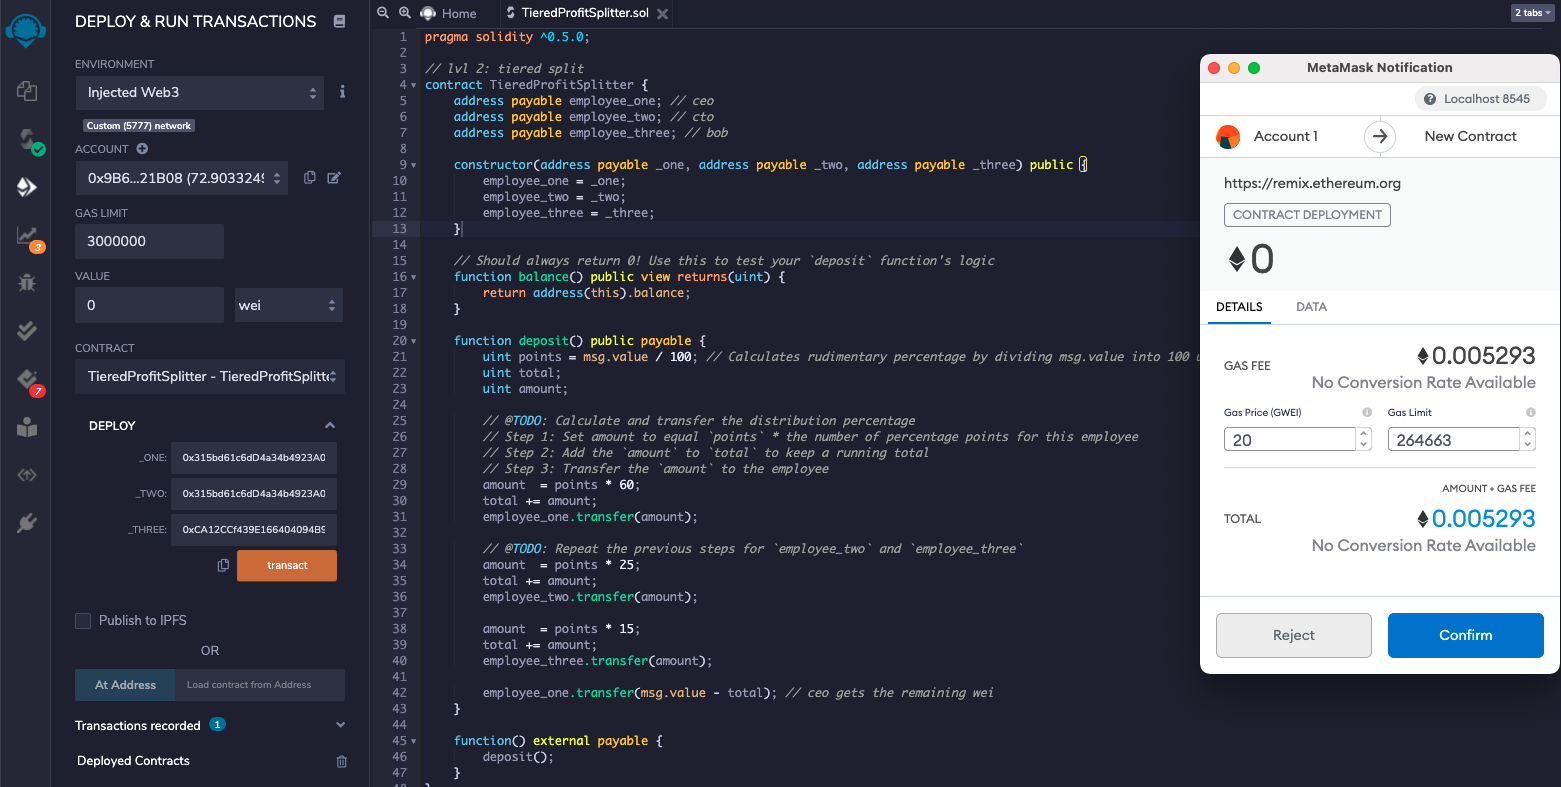 DEPLOY & RUN TRANSACTIONS
ENVIRONMENT
Injected Web3
Custom (5777) network
ACCOUNT
0x9B6...21B08 (72.9033249
GAS LIMIT
3000000
VALUE
0
wei
CONTRACT
TieredProfitSplitter - TieredProfitSplitte
DEPLOY
_ONE:
0x315bd61c6dD4a34b4923A0
_TWO:
0x315bd61c6dD4a34b4923A0
_THREE:
0xCA12CCf439E166404094B9
transact
Publish to IPFS
OR
At Address
Load contract from Address
Transactions recorded 1
Deployed Contracts
3
7
Home
TieredProfitSplitter.sol
2 tabs
1 pragma solidity ^0.5.0;
2
3 // lvl 2: tiered split
4 contract TieredProfitSplitter {
5 address payable employee_one; // ceo
6 address payable employee_two; // cto
7 address payable employee_three; // bob
8
9 constructor(address payable _one, address payable _two, address payable _three) public {
10 employee_one = _one;
11 employee_two = _two;
12 employee_three = _three;
13 }
14
15 // Should always return 0! Use this to test your `deposit` function's logic
16 function balance() public view returns(uint) {
17 return address(this).balance;
18 }
19
20 function deposit() public payable {
21 uint points = msg.value / 100; // Calculates rudimentary percentage by dividing msg.value into 100 u
22 uint total;
23 uint amount;
24
25 // @TODO: Calculate and transfer the distribution percentage
26 // Step 1: Set amount to equal `points` * the number of percentage points for this employee
27 // Step 2: Add the `amount` to `total` to keep a running total
28 // Step 3: Transfer the `amount` to the employee
29 amount  = points * 60;
30 total += amount;
31 employee_one.transfer(amount);
32
33 // @TODO: Repeat the previous steps for `employee_two` and `employee_three`
34 amount  = points * 25;
35 total += amount;
36 employee_two.transfer(amount);
37
38 amount  = points * 15;
39 total += amount;
40 employee_three.transfer(amount);
41
42 employee_one.transfer(msg.value - total); // ceo gets the remaining wei
43 }
44
45 function() external payable {
46 deposit();
47 }
48 }
MetaMask Notification
Localhost 8545
Account 1
New Contract
https://remix.ethereum.org
CONTRACT DEPLOYMENT
0
DETAILS
DATA
GAS FEE
0.005293
No Conversion Rate Available
Gas Price (GWEI)
Gas Limit
20
264663
AMOUNT + GAS FEE
TOTAL
0.005293
No Conversion Rate Available
Reject
Confirm